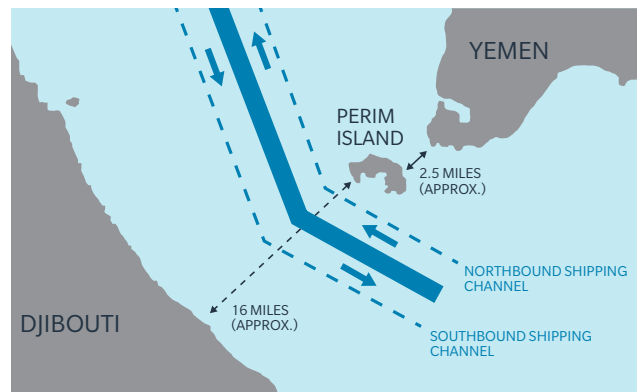 YEMEN
PERIM
ISLAND
2.5 MILES
(APPROX.)
NORTHBOUND SHIPPING
CHANNEL
16 MILES
(APPROX.)
DJIBOUTI
SOUTHBOUND SHIPPING
CHANNEL